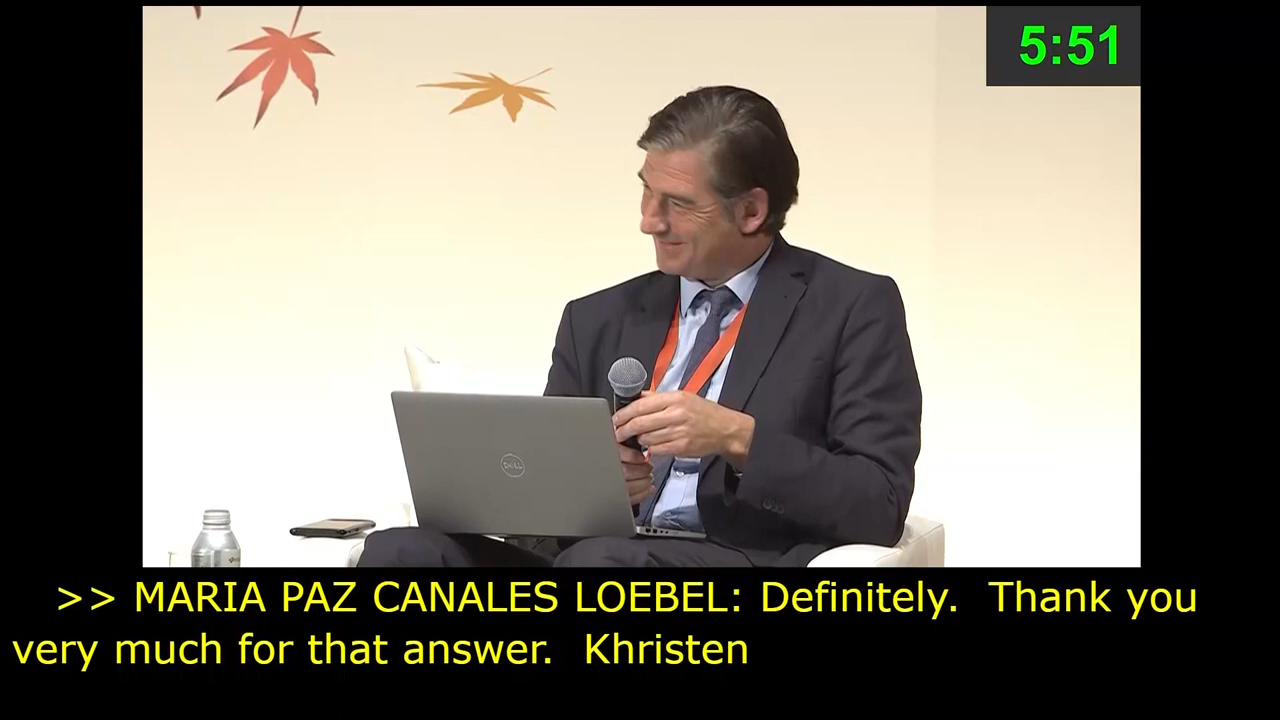 5:51
DELL
>> MARIA PAZ CANALES LOEBEL: Definitely.  Thank you
very much for that answer.  Khristen